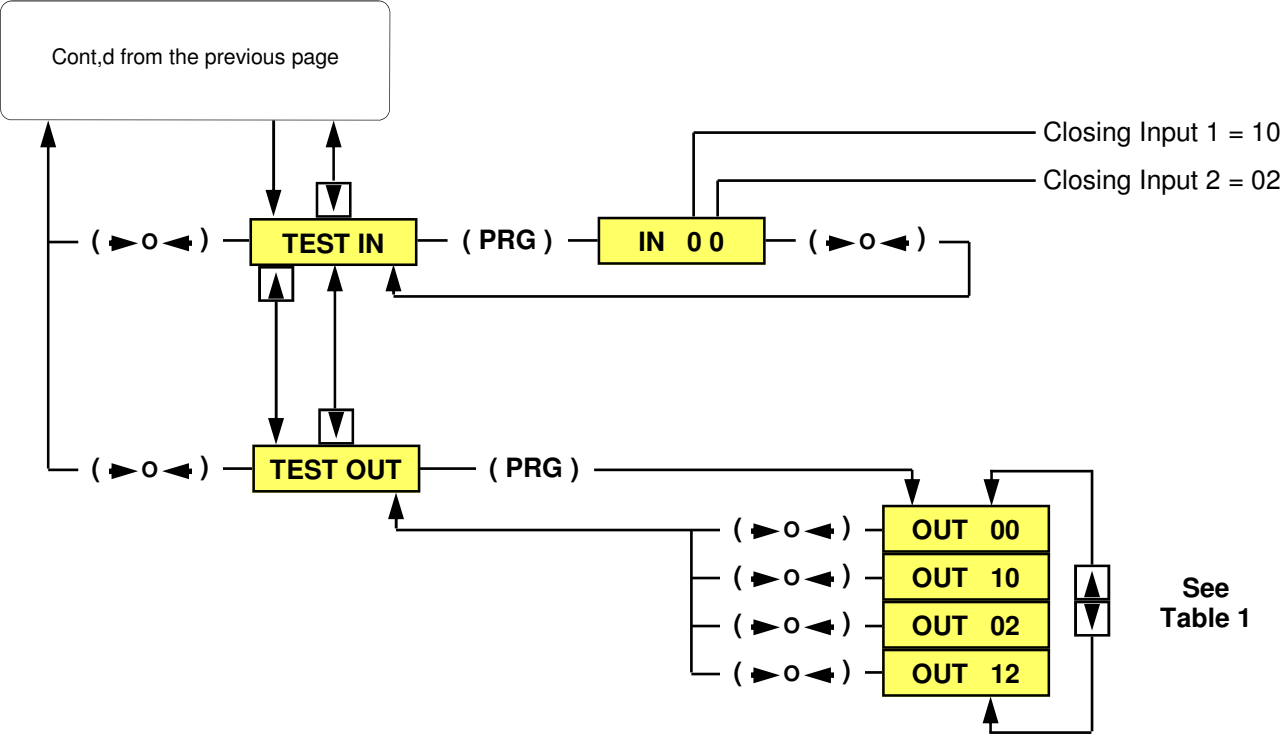 Cont,d from the previous page
Closing Input 1 = 10
Closing Input 2 = 02
( ►o◄ ) TEST IN ( PRG ) IN 0 0 ( ►o◄ )
( ►o◄ ) TEST OUT ( PRG )
( ►o◄ ) OUT 00
( ►o◄ ) OUT 10
( ►o◄ ) OUT 02
( ►o◄ ) OUT 12
See
Table 1